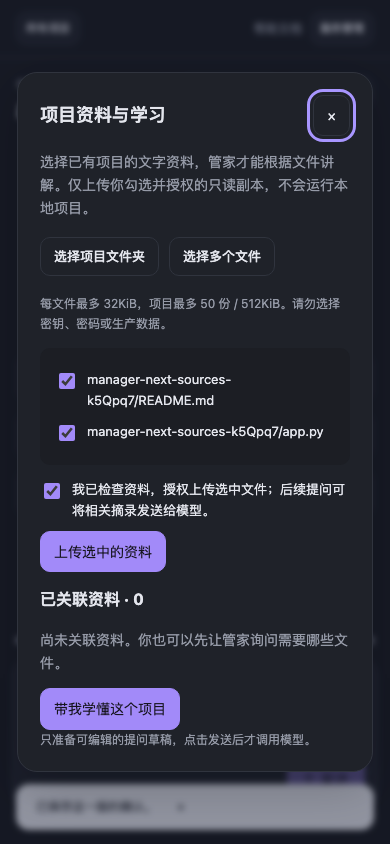 项目资料与学习
x
选择已有项目的文字资料，管家才能根据文件讲
解。仅上传你勾选并授权的只读副本，不会运行本
地项目。
选择项目文件夹
选择多个文件
每文件最多 32KiB，项目最多 50 份 / 512KiB。请勿选择
密钥、密码或生产数据。
manager-next-sources-
k5Qpq7/README.md
manager-next-sources-k5Qpq7/app.py
我已检查资料，授权上传选中文件；后续提问可
将相关摘录发送给模型。
上传选中的资料
已关联资料 · 0
尚未关联资料。你也可以先让管家询问需要哪些文
件。
带我学懂这个项目
只准备可编辑的提问草稿，点击发送后才调用模型。